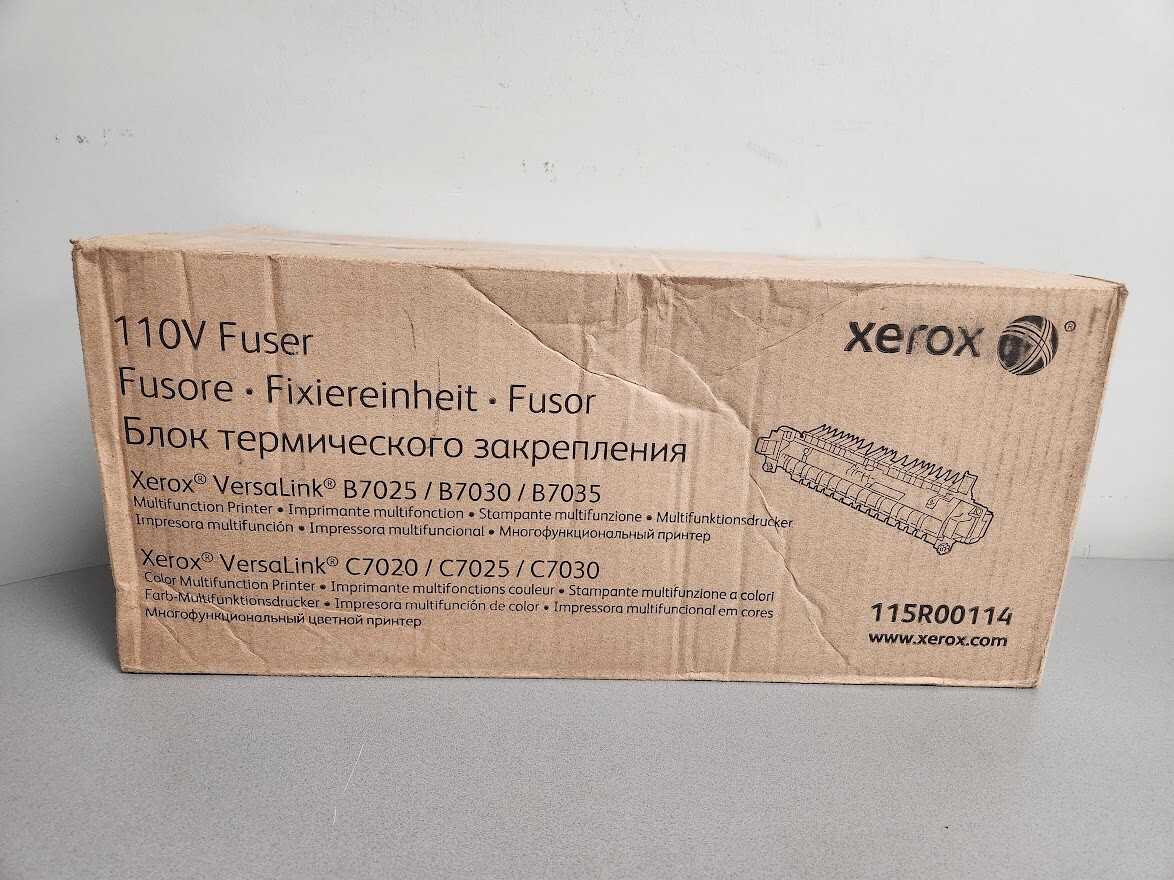 110V Fuser
Fusore • Fixiereinheit • Fusor
Блок термического закрепления
Xerox® VersaLink® B7025 / B7030 / B7035
Multifunction Printer • Imprimante multifonction • Stampante multifunzione • Multifunktionsdrucker
Impresora multifunción • Impressora multifuncional • Многофункциональный принтер
Xerox® VersaLink® C7020 / C7025 / C7030
Color Multifunction Printer • Imprimante multifonctions couleur • Stampante multifunzione a colori
Farb-Multifunktionsdrucker • Impresora multifunción de color • Impressora multifuncional em cores
Многофункциональный цветной принтер
xerox ®
115R00114
www.xerox.com